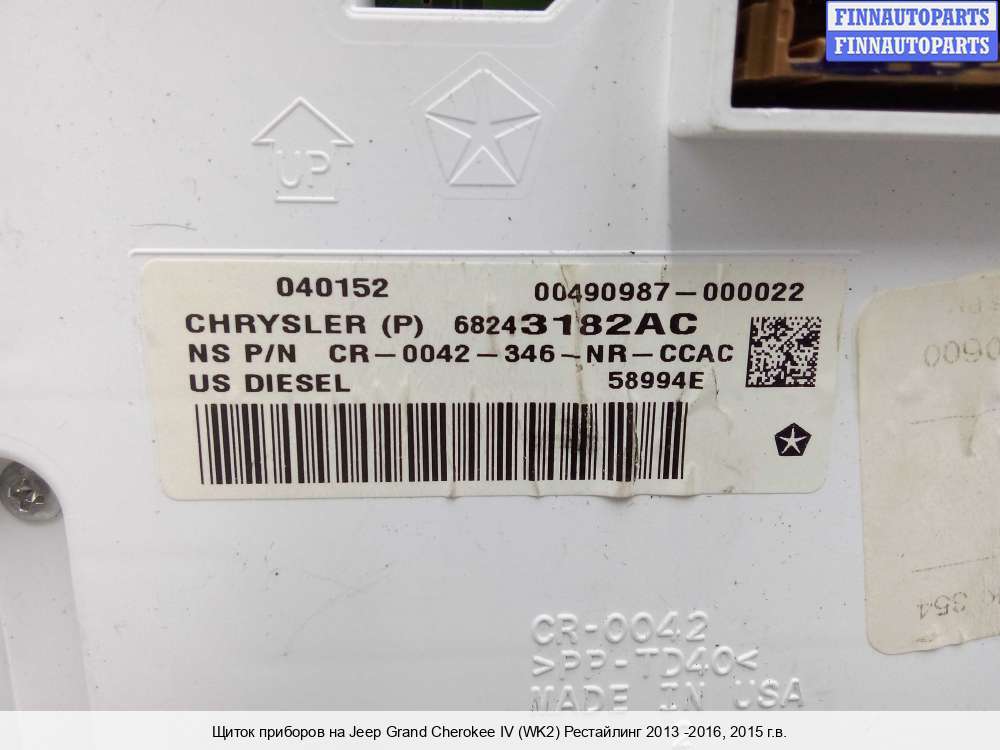 FINNAUTOPARTS
FINNAUTOPARTS
UP
040152 00490987-000022
CHRYSLER (P) 68243182AC
NS P/N CR-0042-346-NR-CCAC
US DIESEL 58994E
CR-0042
>PP-TD40<
MADE IN USA
Щиток приборов на Jeep Grand Cherokee IV (WK2) Рестайлинг 2013 -2016, 2015 г.в.